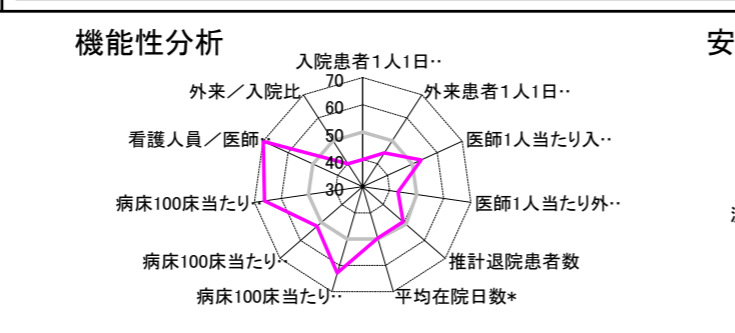 機能性分析
安
入院患者1人1日‥
外来患者1人1日‥
医師1人当たり入‥
医師1人当たり外‥
推計退院患者数
平均在院日数*
病床100床当たり‥
病床100床当たり‥
病床100床当たり‥
看護人員／医師‥
外来／入院比
70
60
50
40
30